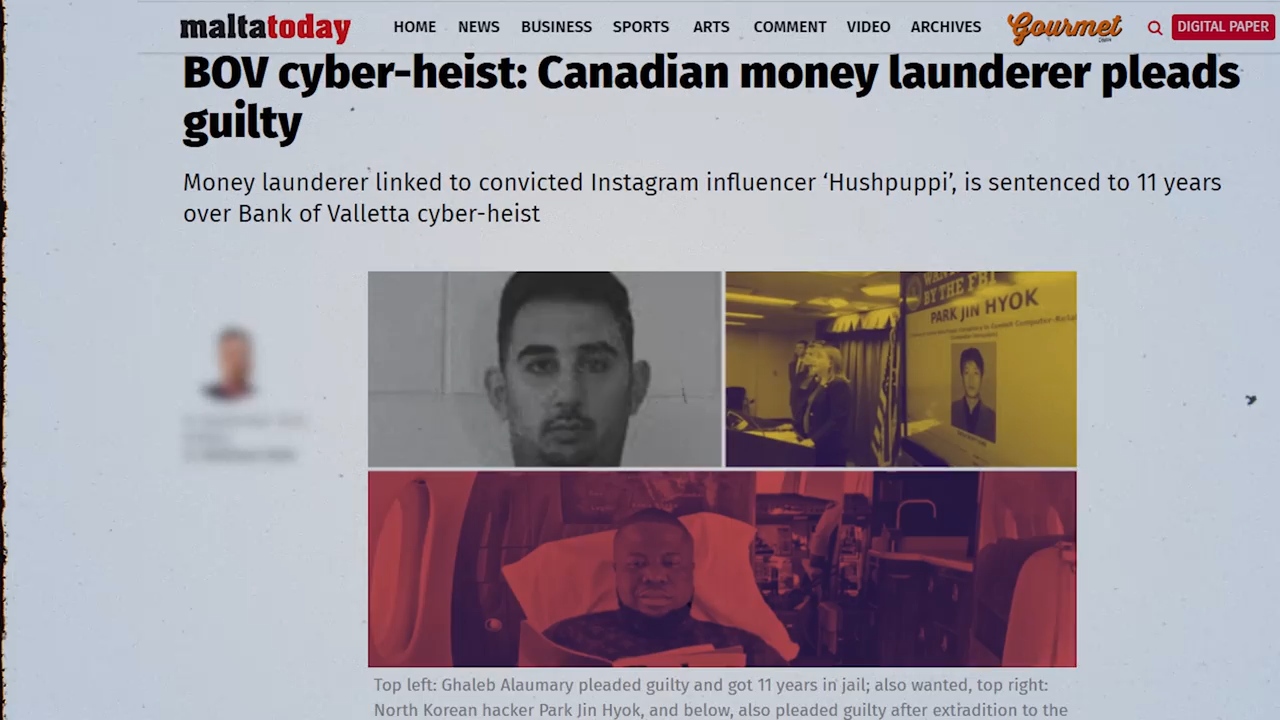 maltatoday HOME NEWS BUSINESS SPORTS ARTS COMMENT VIDEO ARCHIVES Gourmet DIGITAL PAPER
BOV cyber-heist: Canadian money launderer pleads
guilty
Money launderer linked to convicted Instagram influencer ‘Hushpuppi’, is sentenced to 11 years
over Bank of Valletta cyber-heist
BY THE FBI
PARK JIN HYOK
Top left: Ghaleb Alaumary pleaded guilty and got 11 years in jail; also wanted, top right:
North Korean hacker Park Jin Hyok, and below, also pleaded guilty after extradition to the